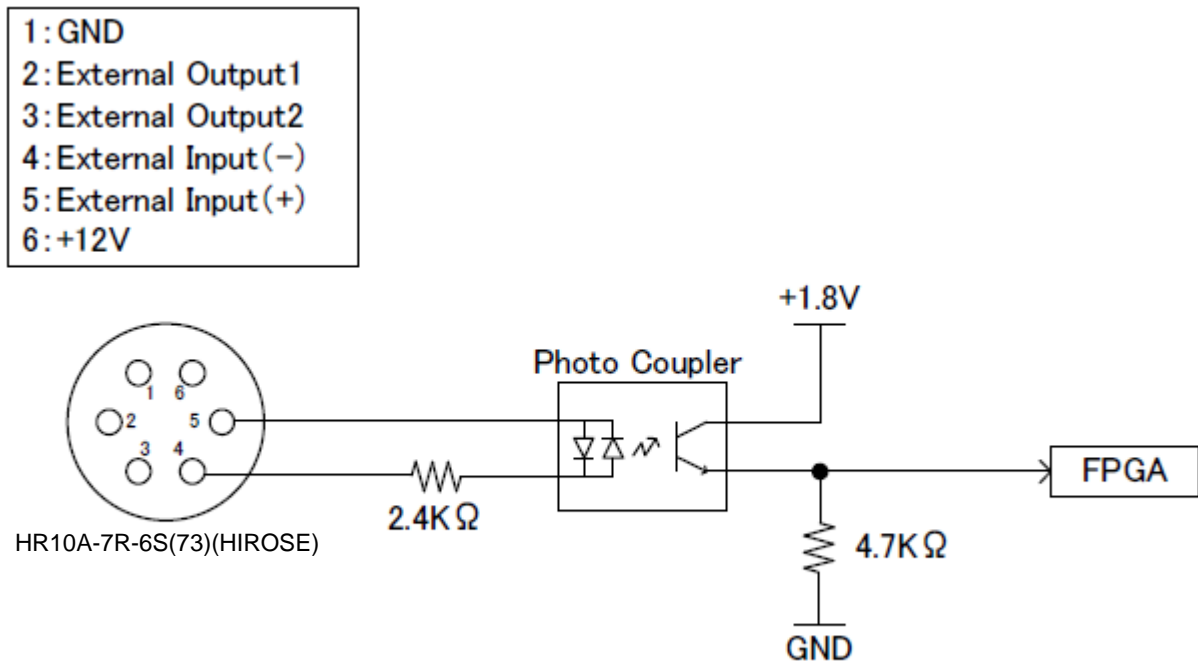 1:GND
2:External Output1
3:External Output2
4:External Input(-)
5:External Input(+)
6:+12V
+1.8V
Photo Coupler
1 6
2 5
3 4
2.4KΩ
FPGA
HR10A-7R-6S(73)(HIROSE)
4.7KΩ
GND